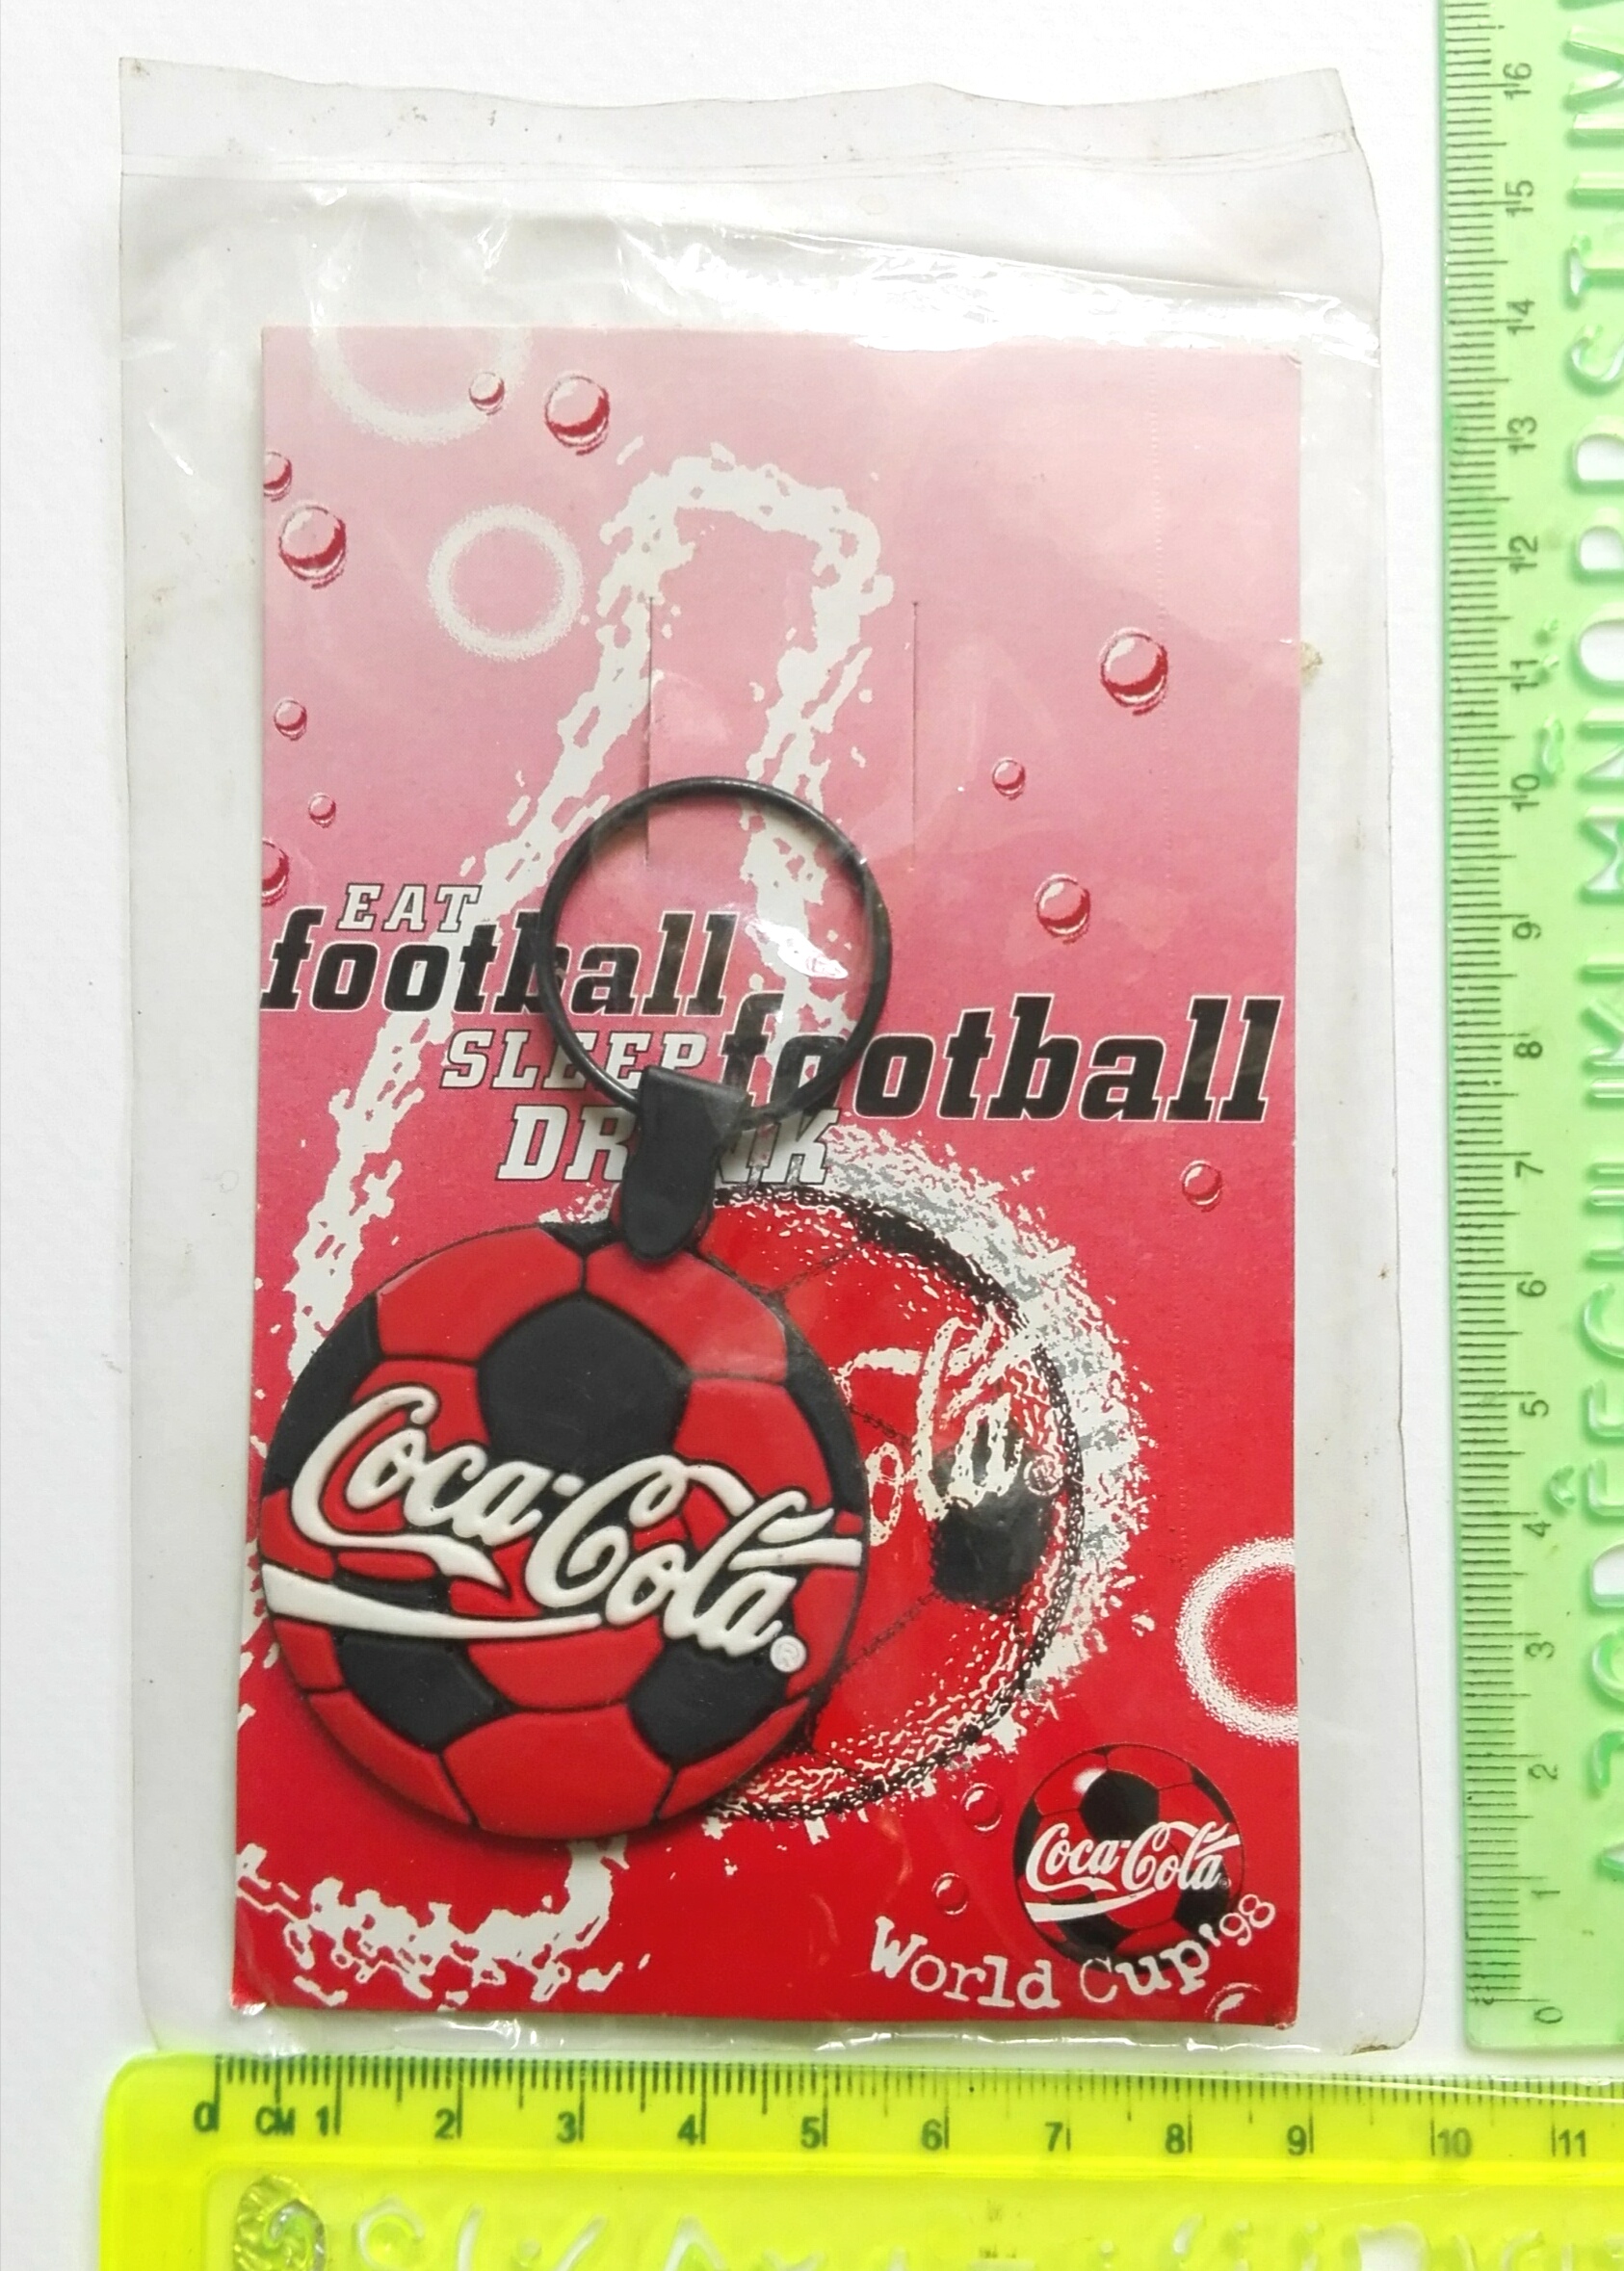 EAT
football
SLEEP football
DRINK
Coca-Cola®
ola®
Coca-Cola
World Cup '98
16
15
14
13
12
11
10
9
8
7
6
5
4
3
2
1
0
0 CM 1 2 3 4 5 6 7 8 9 10 11